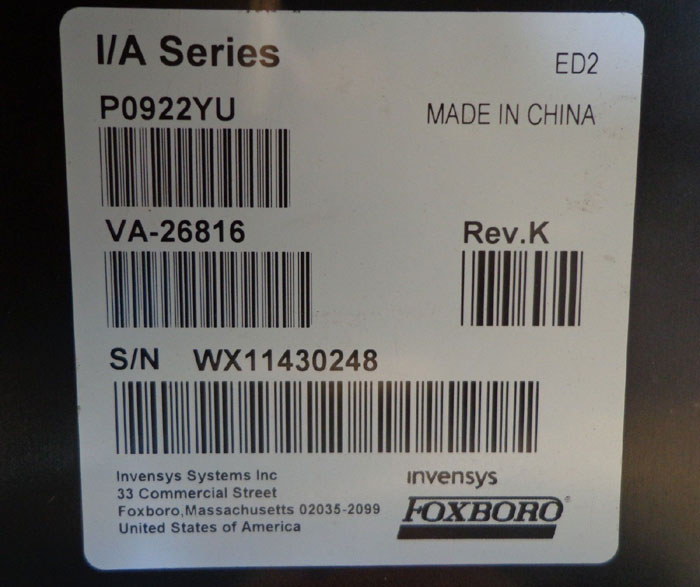 I/A Series
ED2
P0922YU
MADE IN CHINA
VA-26816
Rev.K
S/N WX11430248
Invensys Systems Inc
33 Commercial Street
Foxboro,Massachusetts 02035-2099
United States of America
ınvensys
FOXBORO®